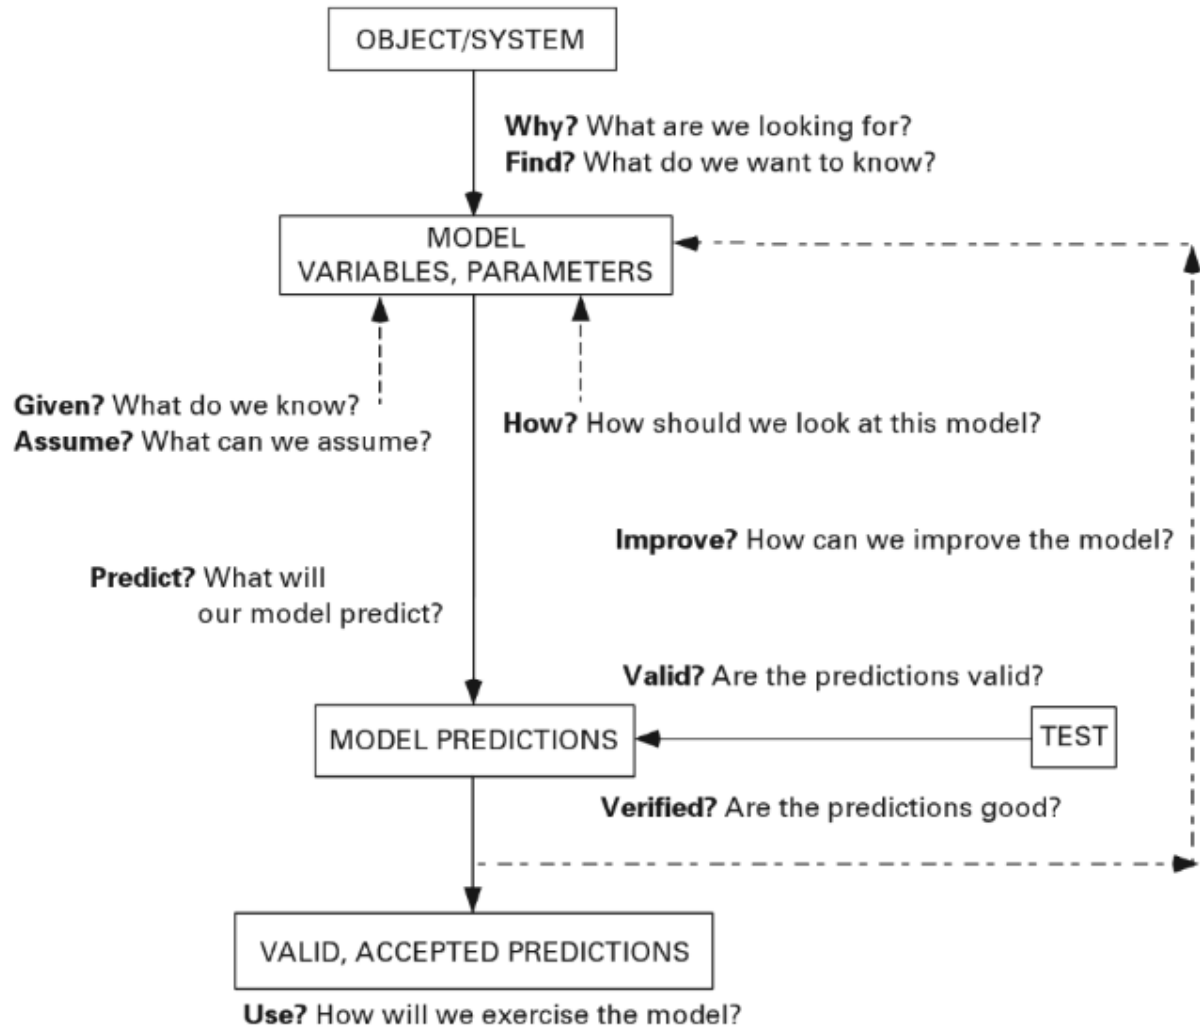 OBJECT/SYSTEM
Why? What are we looking for?
Find? What do we want to know?
MODEL
VARIABLES, PARAMETERS
Given? What do we know?
Assume? What can we assume?
How? How should we look at this model?
Improve? How can we improve the model?
Predict? What will
our model predict?
Valid? Are the predictions valid?
MODEL PREDICTIONS
TEST
Verified? Are the predictions good?
VALID, ACCEPTED PREDICTIONS
Use? How will we exercise the model?